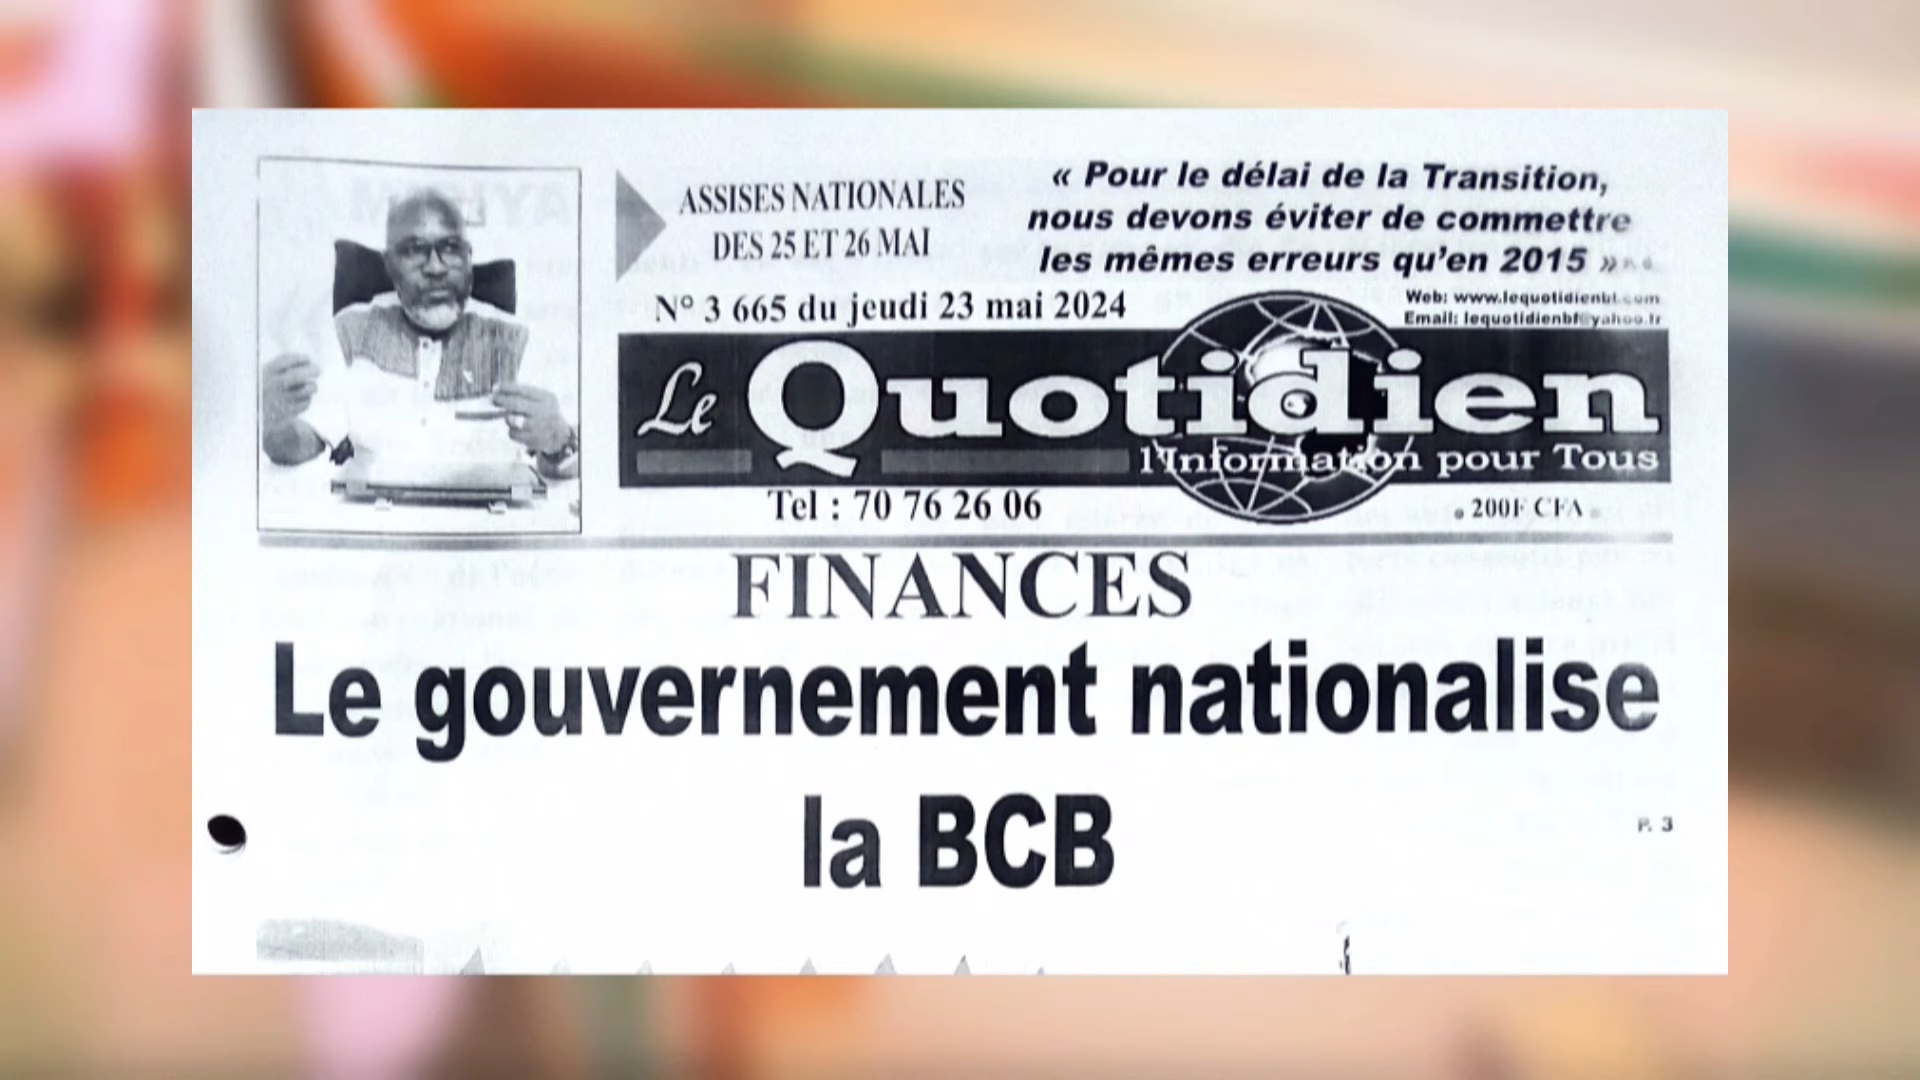 ASSISES NATIONALES
DES 25 ET 26 MAI
« Pour le délai de la Transition,
nous devons éviter de commettre
les mêmes erreurs qu'en 2015 »
N° 3 665 du jeudi 23 mai 2024
Web: www.lequotidienbf.com
Email: lequotidienbf@yahoo.fr
Le Quotidien
l'Information pour Tous
Tel : 70 76 26 06
200F CFA
FINANCES
Le gouvernement nationalise
la BCB
P. 3